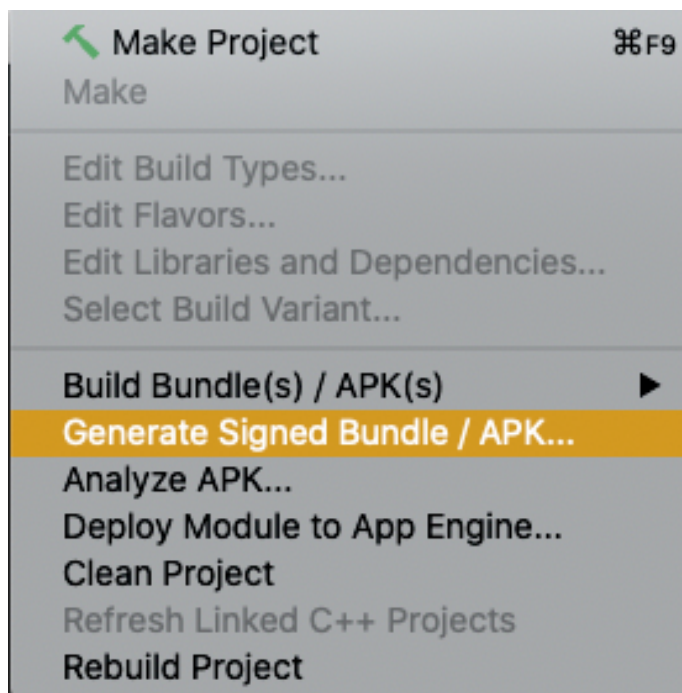 Make Project ⌘F9
Make
Edit Build Types...
Edit Flavors...
Edit Libraries and Dependencies...
Select Build Variant...
Build Bundle(s) / APK(s)
Generate Signed Bundle / APK...
Analyze APK...
Deploy Module to App Engine...
Clean Project
Refresh Linked C++ Projects
Rebuild Project